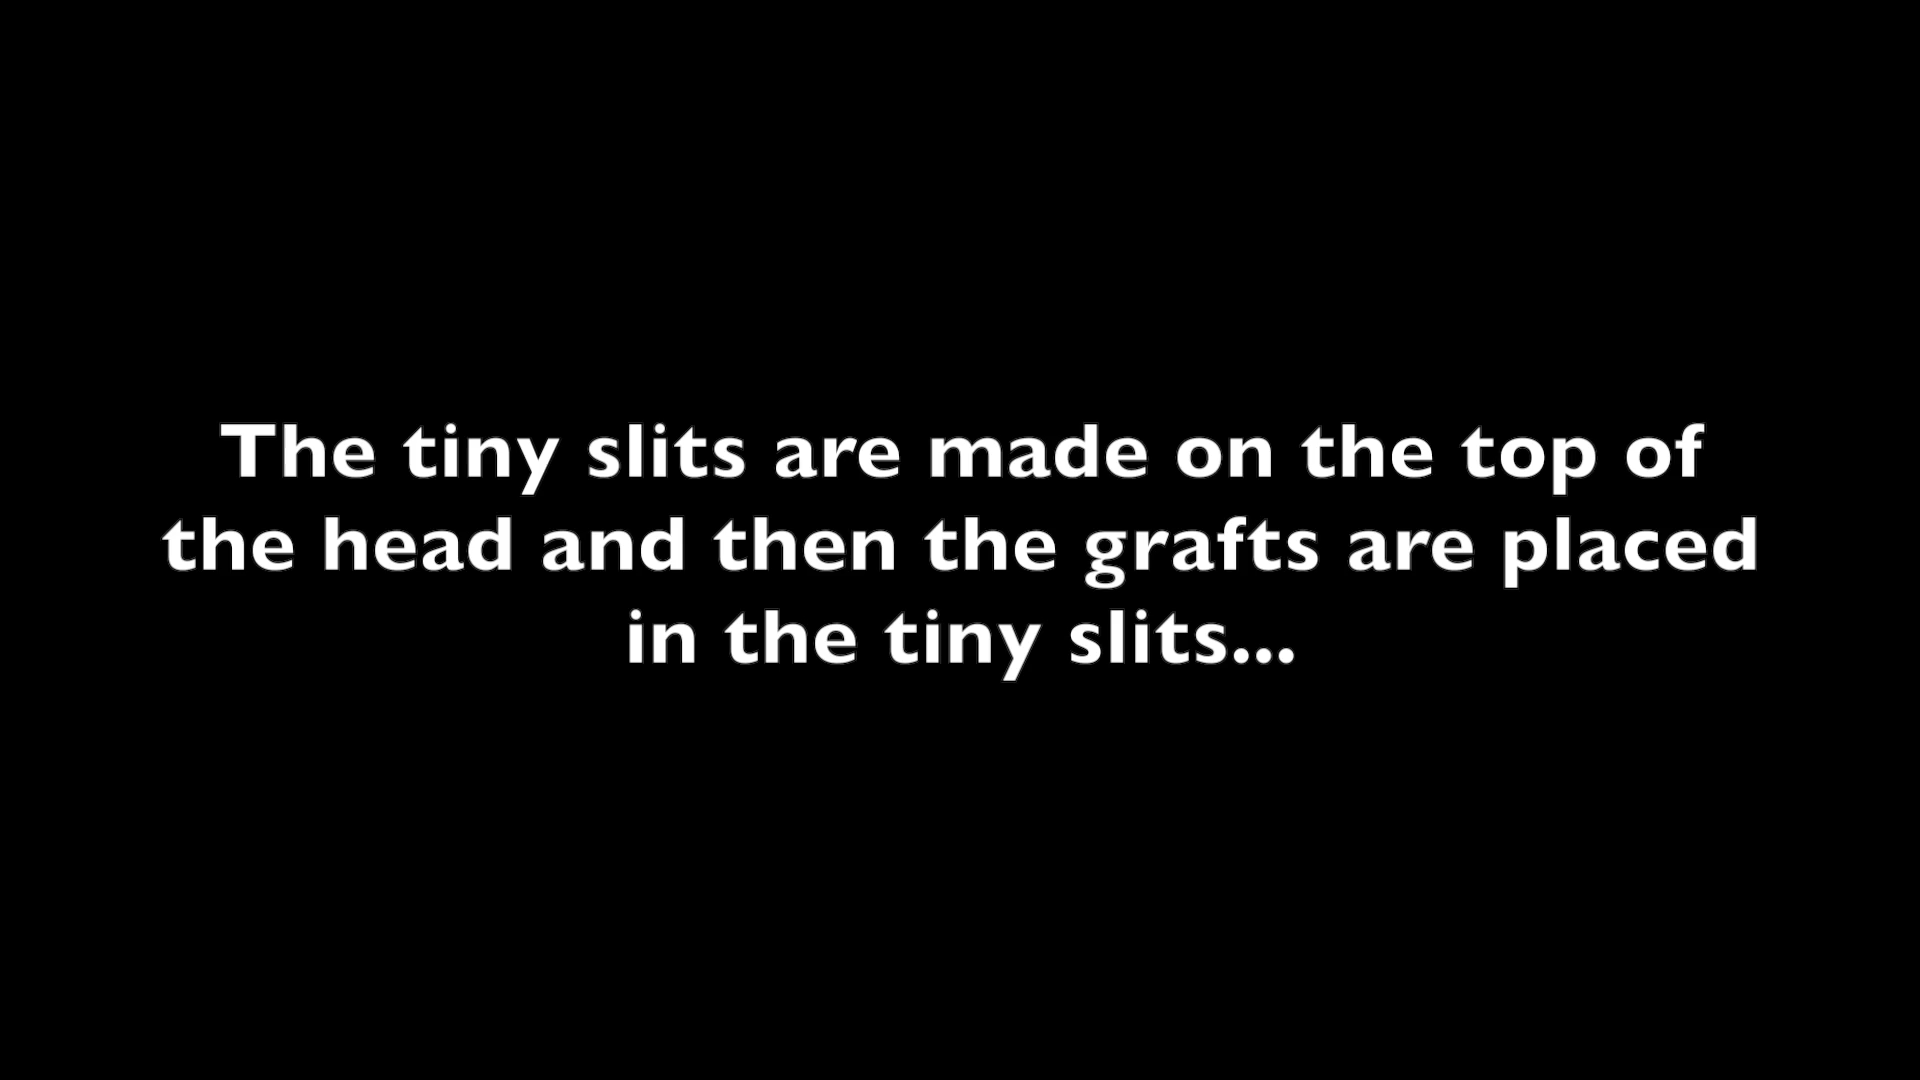 The tiny slits are made on the top of
the head and then the grafts are placed
in the tiny slits...